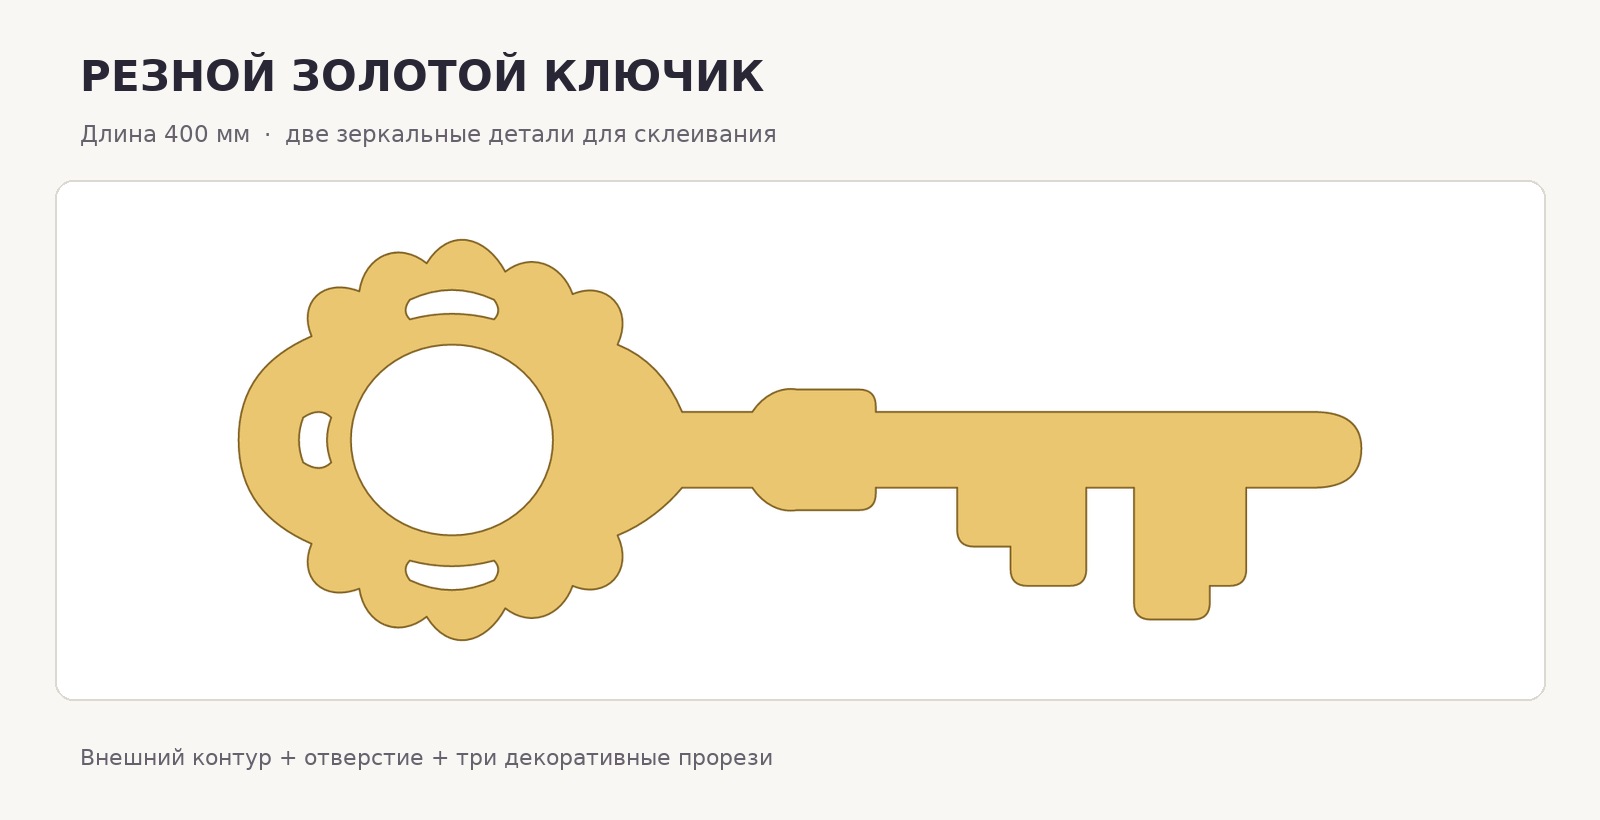 РЕЗНОЙ ЗОЛОТОЙ КЛЮЧИК
Длина 400 мм · две зеркальные детали для склеивания
Внешний контур + отверстие + три декоративные прорези